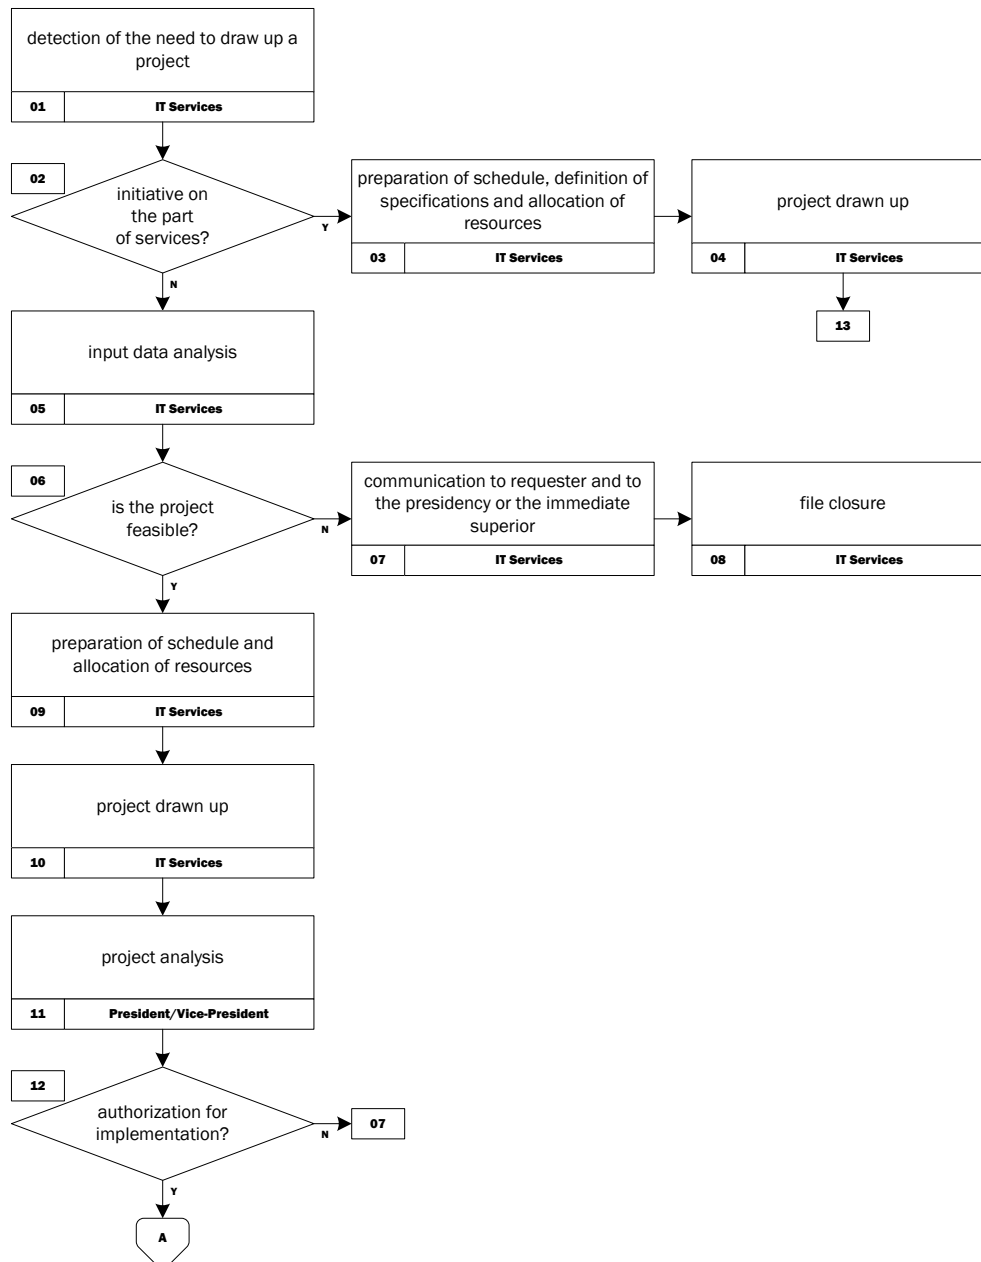 detection of the need to draw up a
project
01 IT Services
02
initiative on
the part
of services?
Y
N
preparation of schedule, definition of
specifications and allocation of
resources
03 IT Services
project drawn up
04 IT Services
13
input data analysis
05 IT Services
06
is the project
feasible?
N
Y
communication to requester and to
the presidency or the immediate
superior
07 IT Services
file closure
08 IT Services
preparation of schedule and
allocation of resources
09 IT Services
project drawn up
10 IT Services
project analysis
11 President/Vice-President
12
authorization for
implementation?
N
07
Y
A